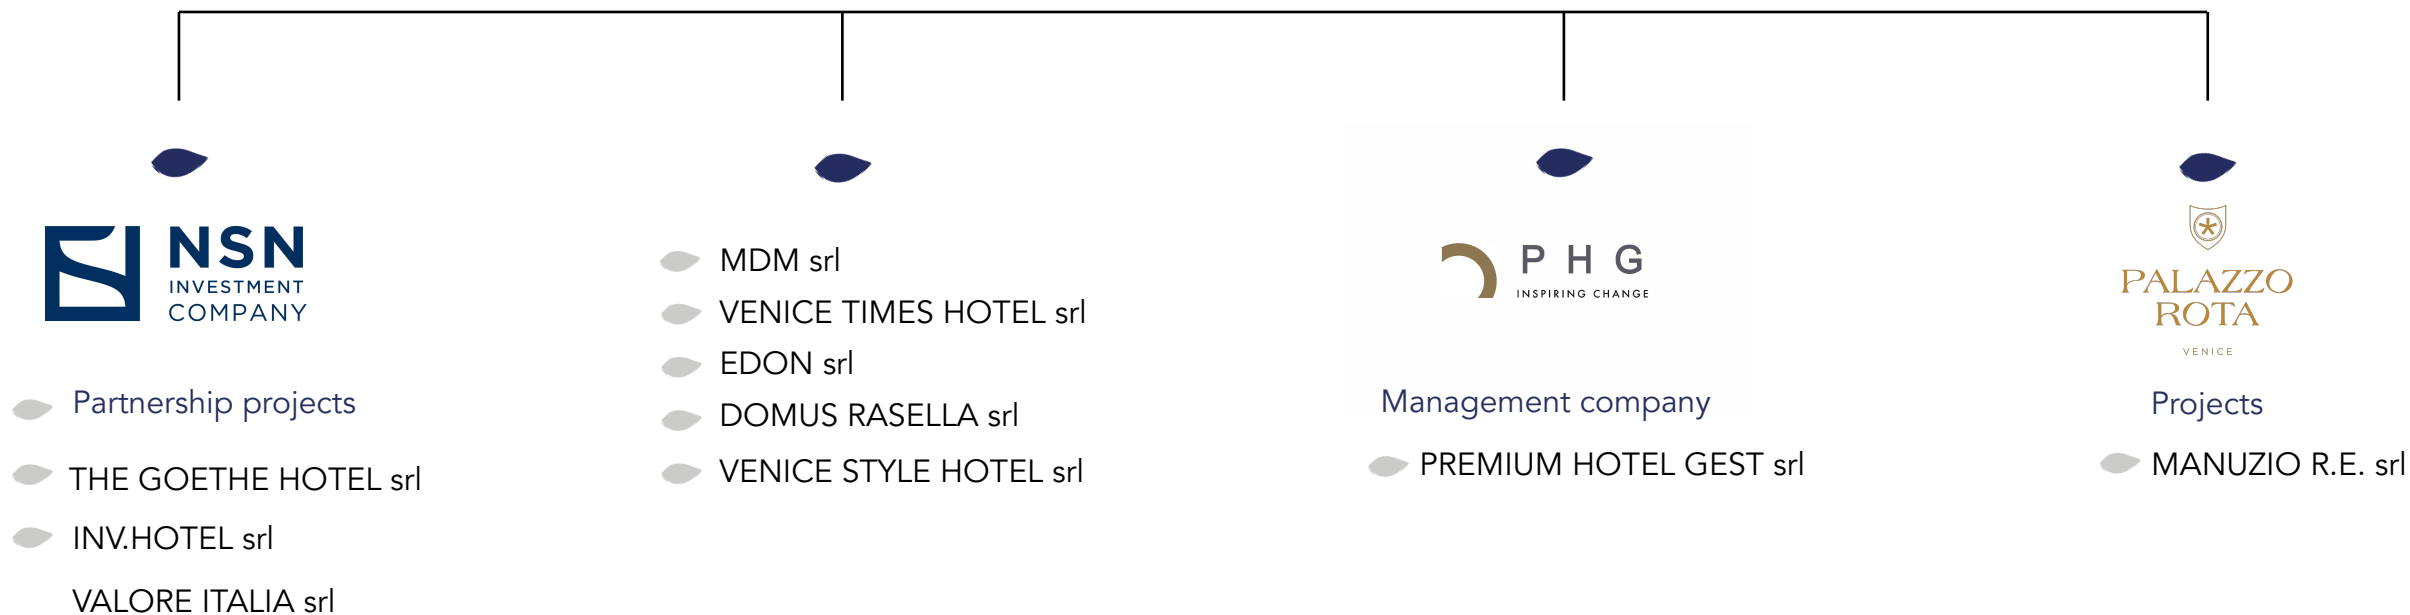 NSN
INVESTMENT
COMPANY
Partnership projects
THE GOETHE HOTEL srl
INV.HOTEL srl
VALORE ITALIA srl
MDM srl
VENICE TIMES HOTEL srl
EDON srl
DOMUS RASELLA srl
VENICE STYLE HOTEL srl
PHG
INSPIRING CHANGE
Management company
PREMIUM HOTEL GEST srl
PALAZZO
ROTA
VENICE
Projects
MANUZIO R.E. srl